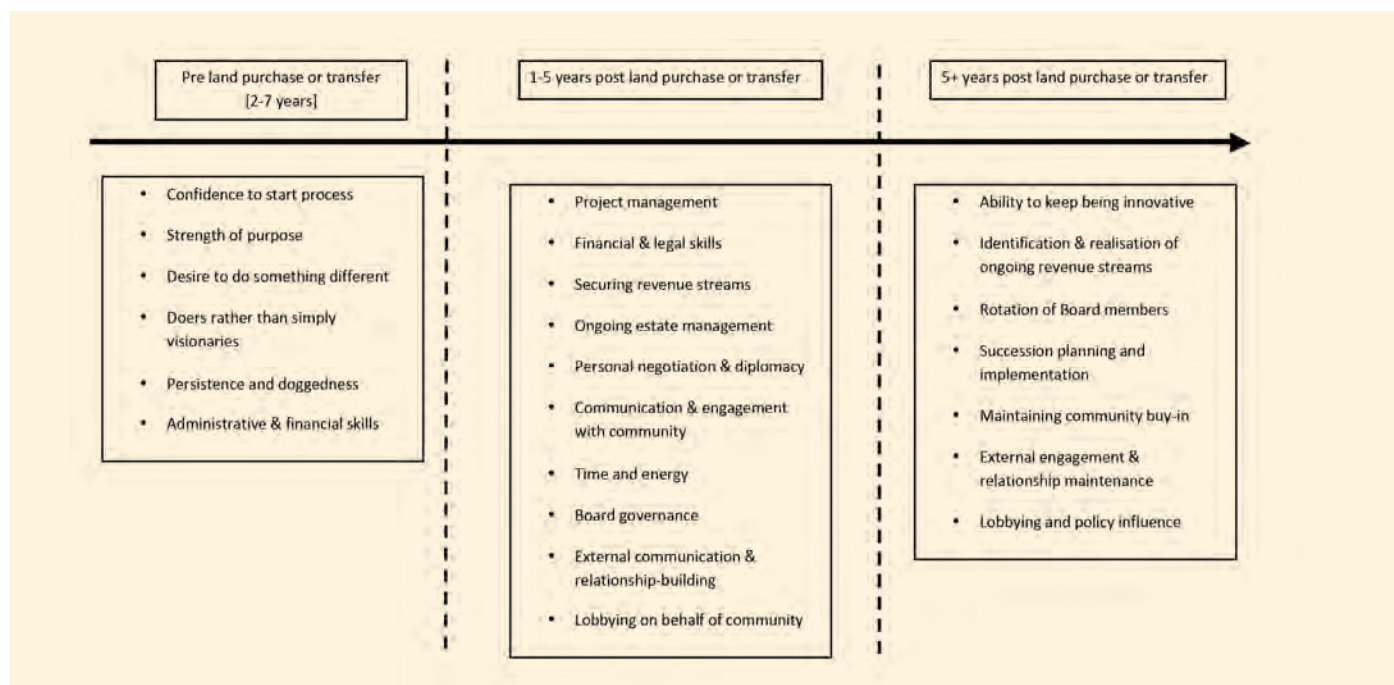 Pre land purchase or transfer
[2-7 years]
• Confidence to start process
• Strength of purpose
• Desire to do something different
• Doers rather than simply
visionaries
• Persistence and doggedness
• Administrative & financial skills
1-5 years post land purchase or transfer
• Project management
• Financial & legal skills
• Securing revenue streams
• Ongoing estate management
• Personal negotiation & diplomacy
• Communication & engagement
with community
• Time and energy
• Board governance
• External communication &
relationship-building
• Lobbying on behalf of community
5+ years post land purchase or transfer
• Ability to keep being innovative
• Identification & realisation of
ongoing revenue streams
• Rotation of Board members
• Succession planning and
implementation
• Maintaining community buy-in
• External engagement &
relationship maintenance
• Lobbying and policy influence